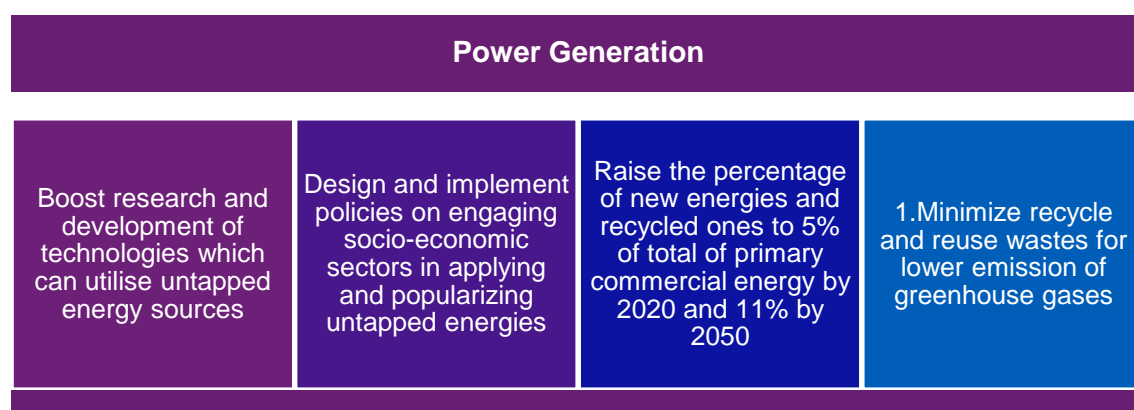 Power Generation
Boost research and
development of
technologies which
can utilise untapped
energy sources
Design and implement
policies on engaging
socio-economic
sectors in applying
and popularizing
untapped energies
Raise the percentage
of new energies and
recycled ones to 5%
of total of primary
commercial energy by
2020 and 11% by
2050
1.Minimize recycle
and reuse wastes for
lower emission of
greenhouse gases